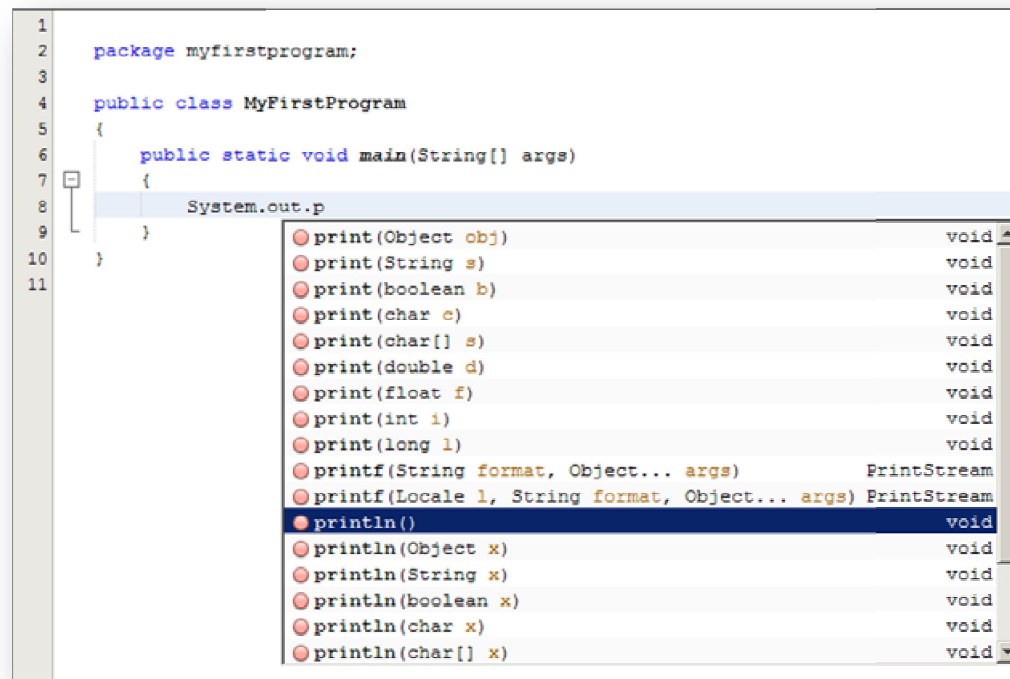 1
2 package myfirstprogram;
3
4 public class MyFirstProgram
5 {
6 public static void main(String[] args)
7 {
8 System.out.p
9 }
10 }
11
print(Object obj) void
print(String s) void
print(boolean b) void
print(char c) void
print(char[] s) void
print(double d) void
print(float f) void
print(int i) void
print(long l) void
printf(String format, Object... args) PrintStream
printf(Locale l, String format, Object... args) PrintStream
println() void
println(Object x) void
println(String x) void
println(boolean x) void
println(char x) void
println(char[] x) void